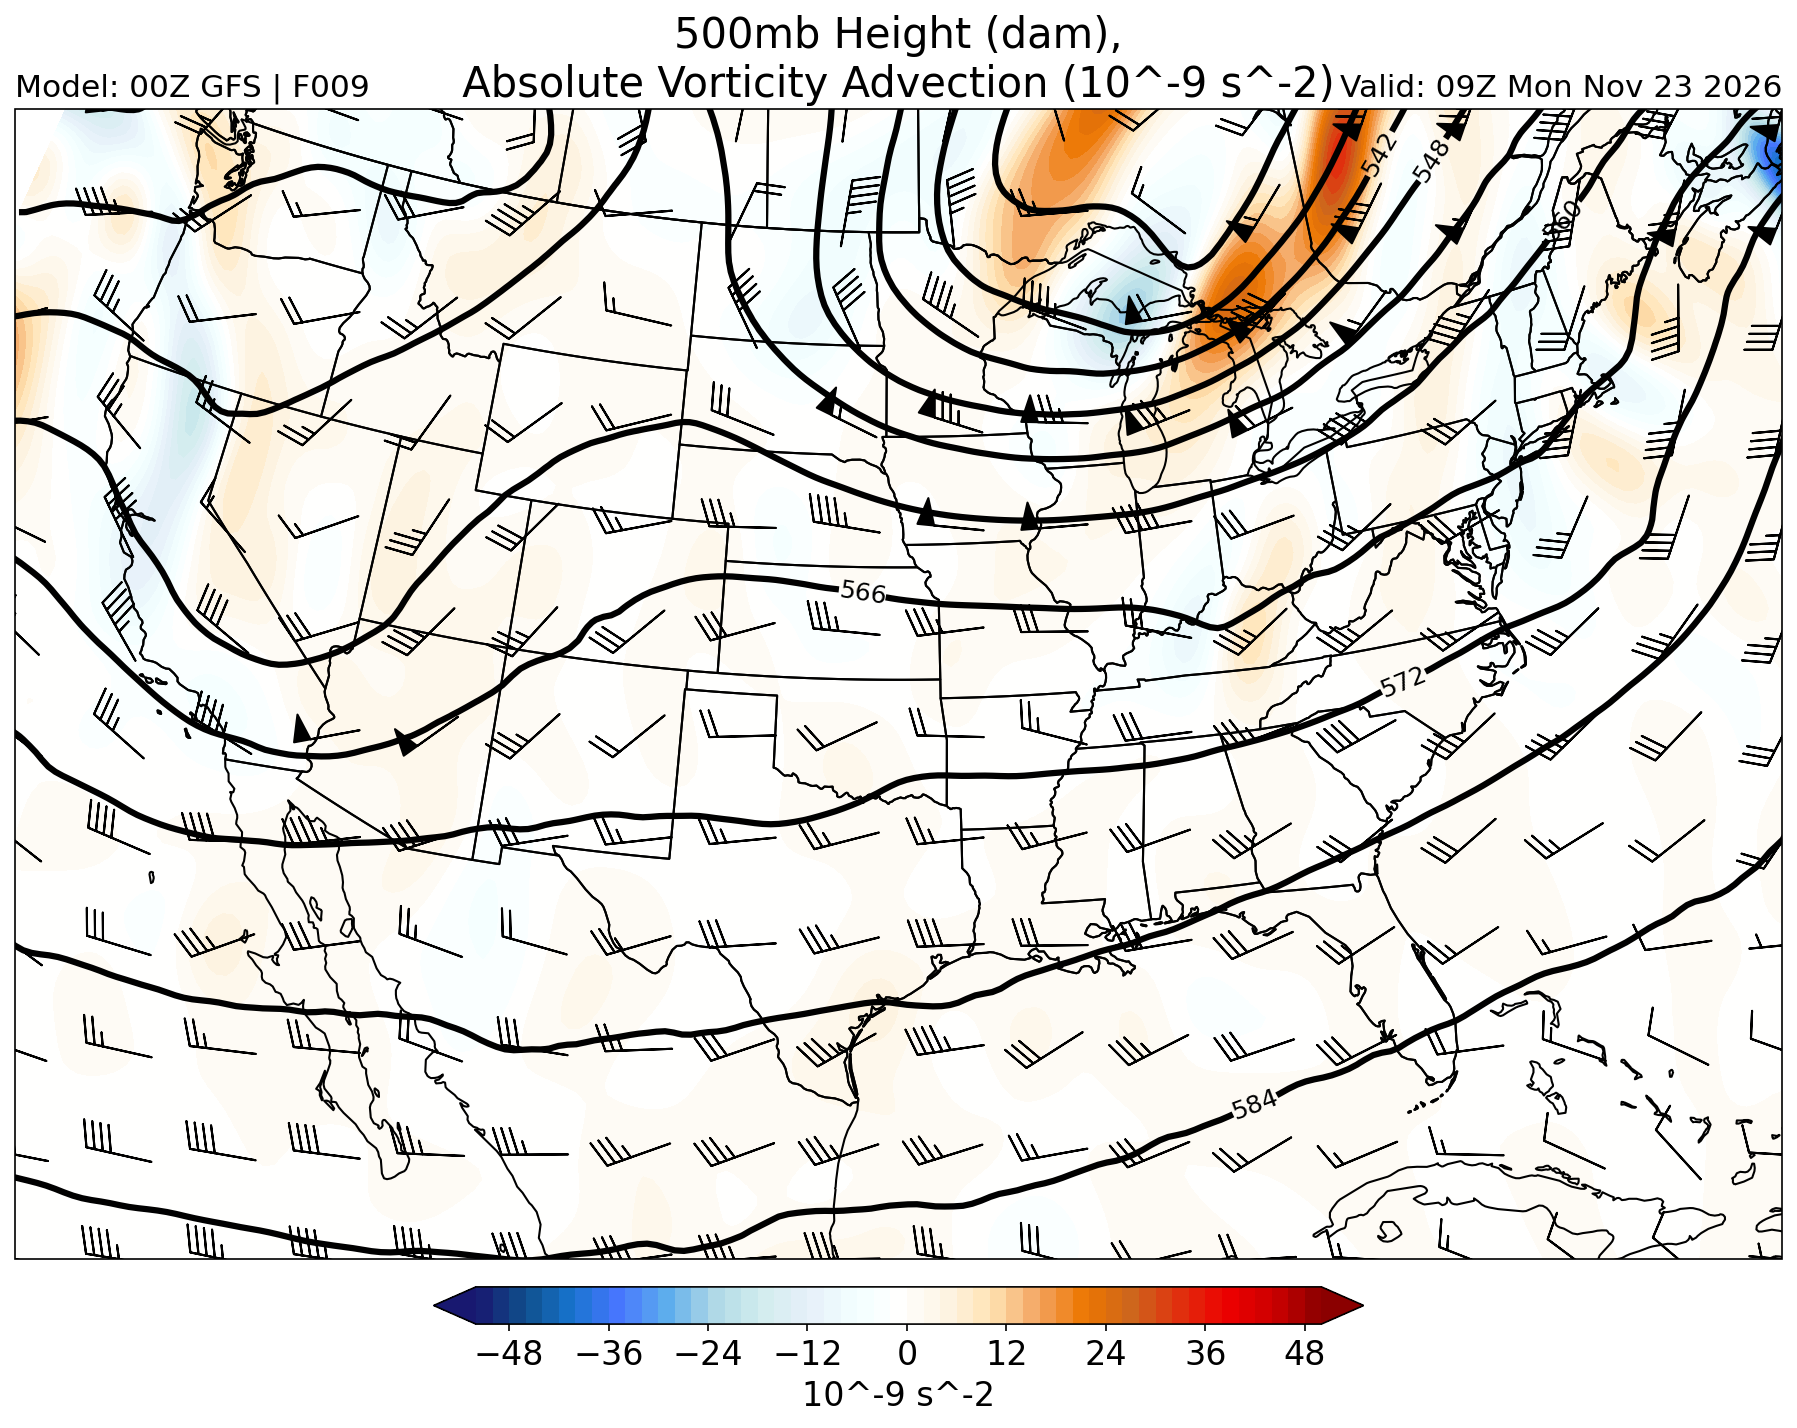 500mb Height (dam),
Model: 00Z GFS | F009
Absolute Vorticity Advection (10^-9 s^-2)
Valid: 09Z Mon Nov 23 2026
542
548
560
566
572
584
−48 −36 −24 −12 0 12 24 36 48
10^-9 s^-2